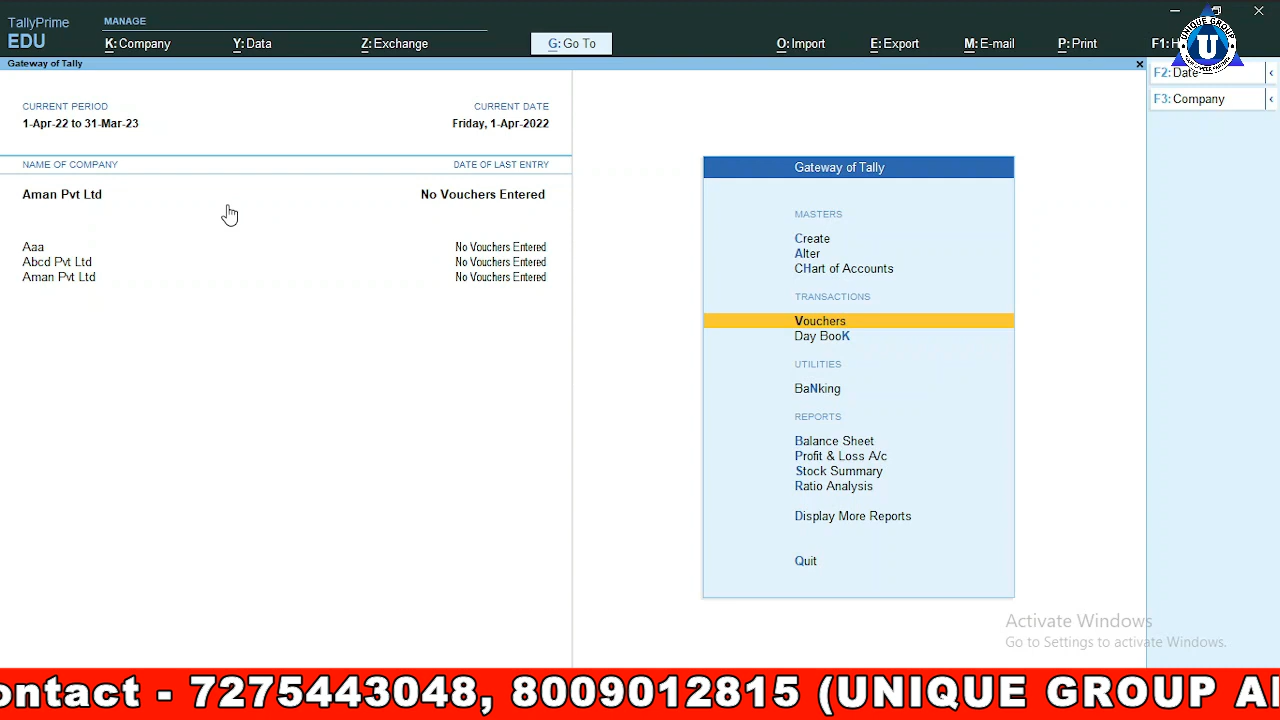 TallyPrime
EDU
MANAGE
K:Company
Y:Data
Z:Exchange
G:Go To
O:Import
E:Export
M:E-mail
P:Print
UNIQUE GROUP
U
Gateway of Tally
F2:Date
F3:Company
CURRENT PERIOD
CURRENT DATE
1-Apr-22 to 31-Mar-23
Friday, 1-Apr-2022
NAME OF COMPANY
DATE OF LAST ENTRY
Aman Pvt Ltd
No Vouchers Entered
Aaa
No Vouchers Entered
Abcd Pvt Ltd
No Vouchers Entered
Aman Pvt Ltd
No Vouchers Entered
Gateway of Tally
MASTERS
Create
Alter
CHart of Accounts
TRANSACTIONS
Vouchers
Day BooK
UTILITIES
BaNking
REPORTS
Balance Sheet
Profit & Loss A/c
Stock Summary
Ratio Analysis
Display More Reports
Quit
Activate Windows
Go to Settings to activate Windows.
ontact - 7275443048, 8009012815 (UNIQUE GROUP